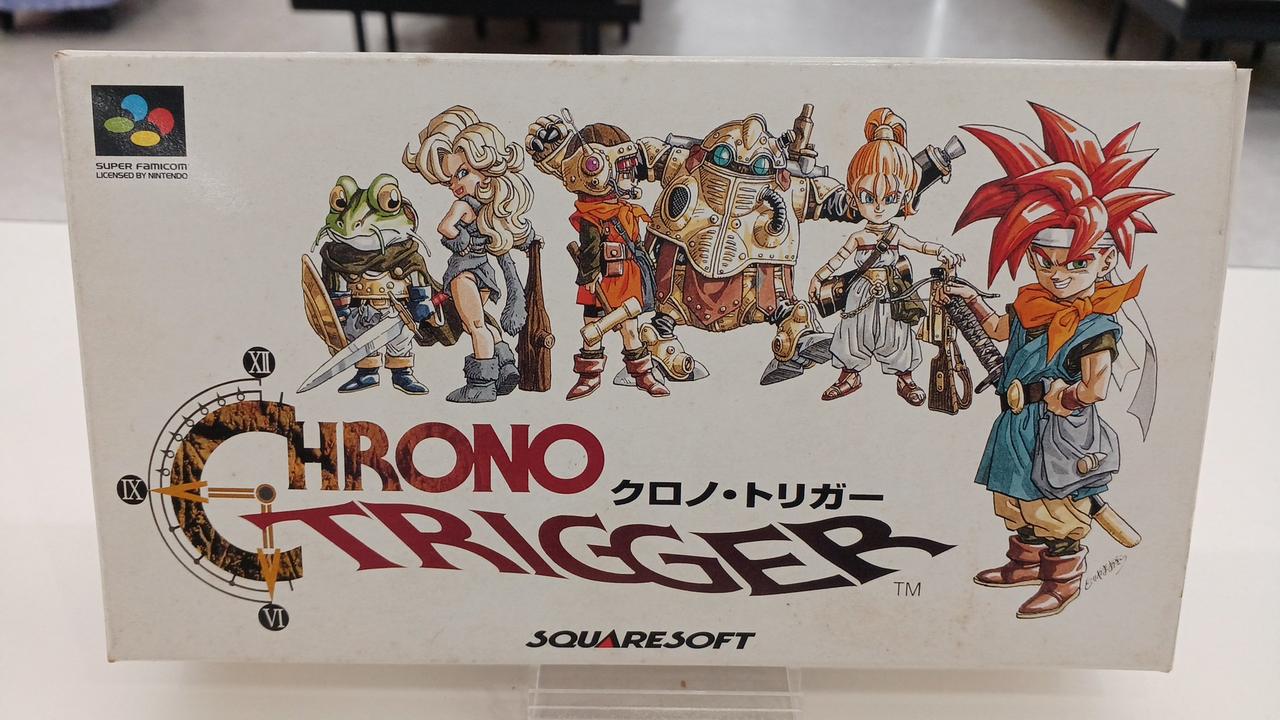 SUPER FAMICOM
LICENSED BY NINTENDO
XII
IX
VI
CHRONO
クロノ・トリガー
TRIGGER
TM
SQUARESOFT